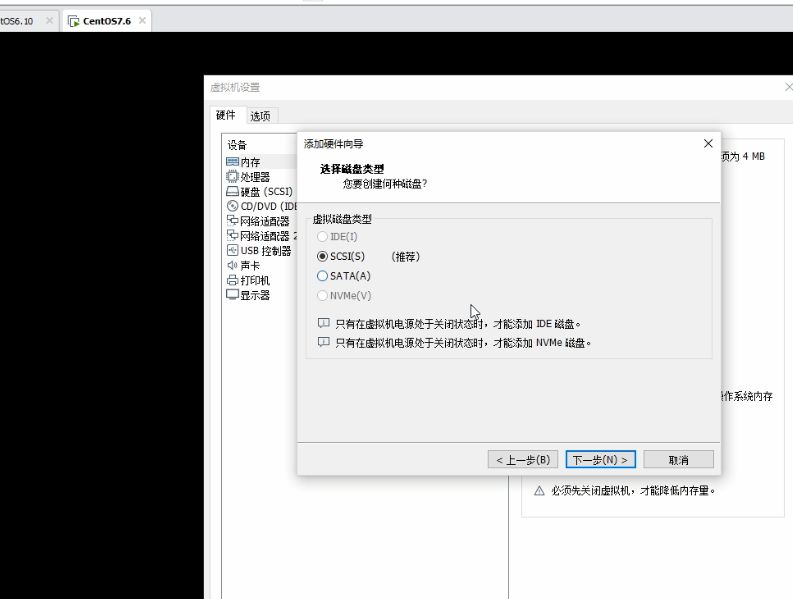 tOS6.10
CentOS7.6
虚拟机设置
硬件
选项
设备
内存
处理器
硬盘 (SCSI)
CD/DVD (IDE
网络适配器
网络适配器 2
USB 控制器
声卡
打印机
显示器
添加硬件向导
选择磁盘类型
您要创建何种磁盘?
虚拟磁盘类型
IDE(I)
SCSI(S) (推荐)
SATA(A)
NVMe(V)
只有在虚拟机电源处于关闭状态时，才能添加 IDE 磁盘。
只有在虚拟机电源处于关闭状态时，才能添加 NVMe 磁盘。
< 上一步(B)
下一步(N) >
取消
须为 4 MB
操作系统内存
必须先关闭虚拟机，才能降低内存量。